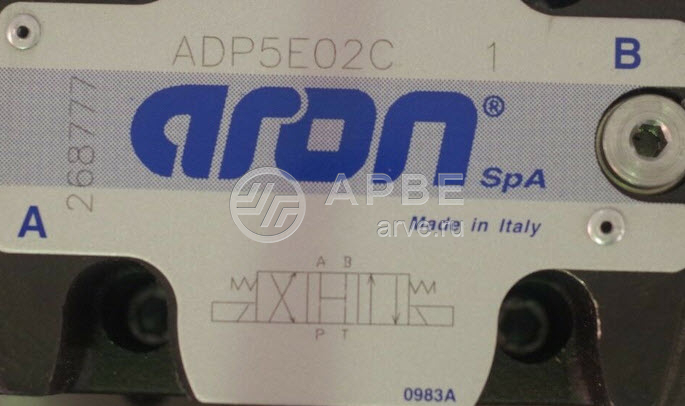 ADP5E02C 1
B
268777
aron®
SpA
АРВЕ
arve.ru
A
Made in Italy
A B
P T
0983A